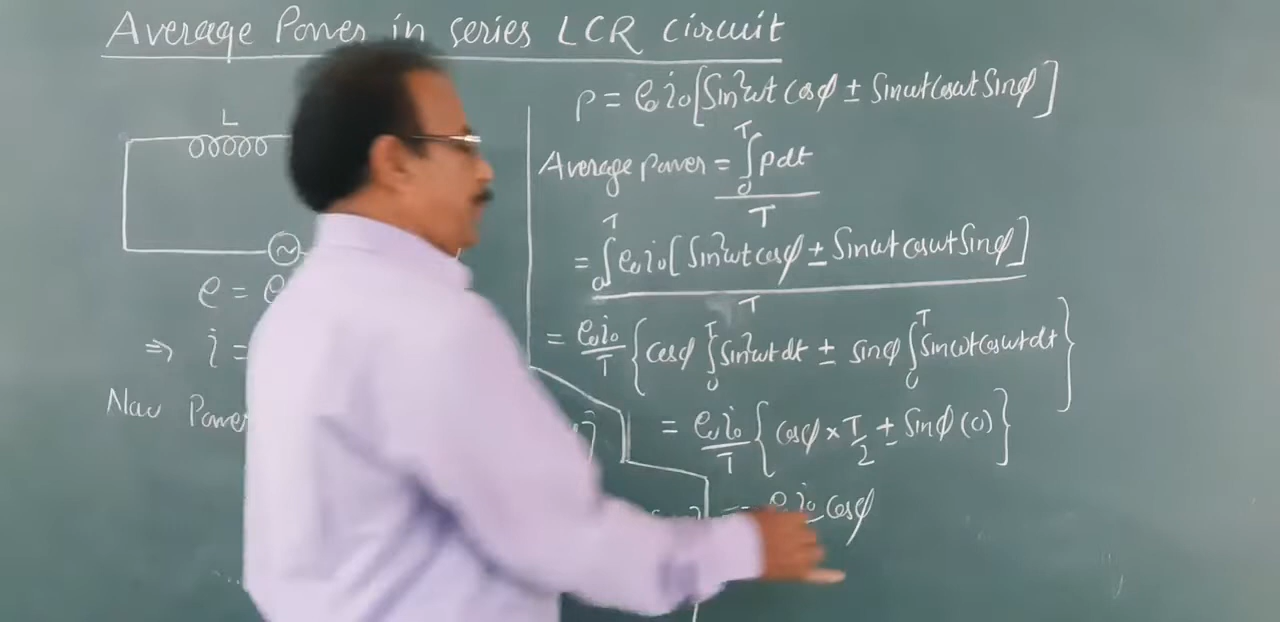 Average Power in series LCR Circuit
L
~
e = e
⇒ i =
Now Power
P = e₀i₀[Sin²ωt cosφ ± Sinωt Cosωt Sinφ]
Average power = ∫₀ᵀ P dt / T
= ∫₀ᵀ e₀i₀[Sin²ωt cosφ ± Sinωt cosωt Sinφ] / T
= e₀i₀/T {cosφ ∫₀ᵀ sin²ωt dt ± sinφ ∫₀ᵀ sinωt cosωt dt}
= e₀i₀/T {cosφ × T/2 ± Sinφ (0)}
= e₀i₀ Cosφ